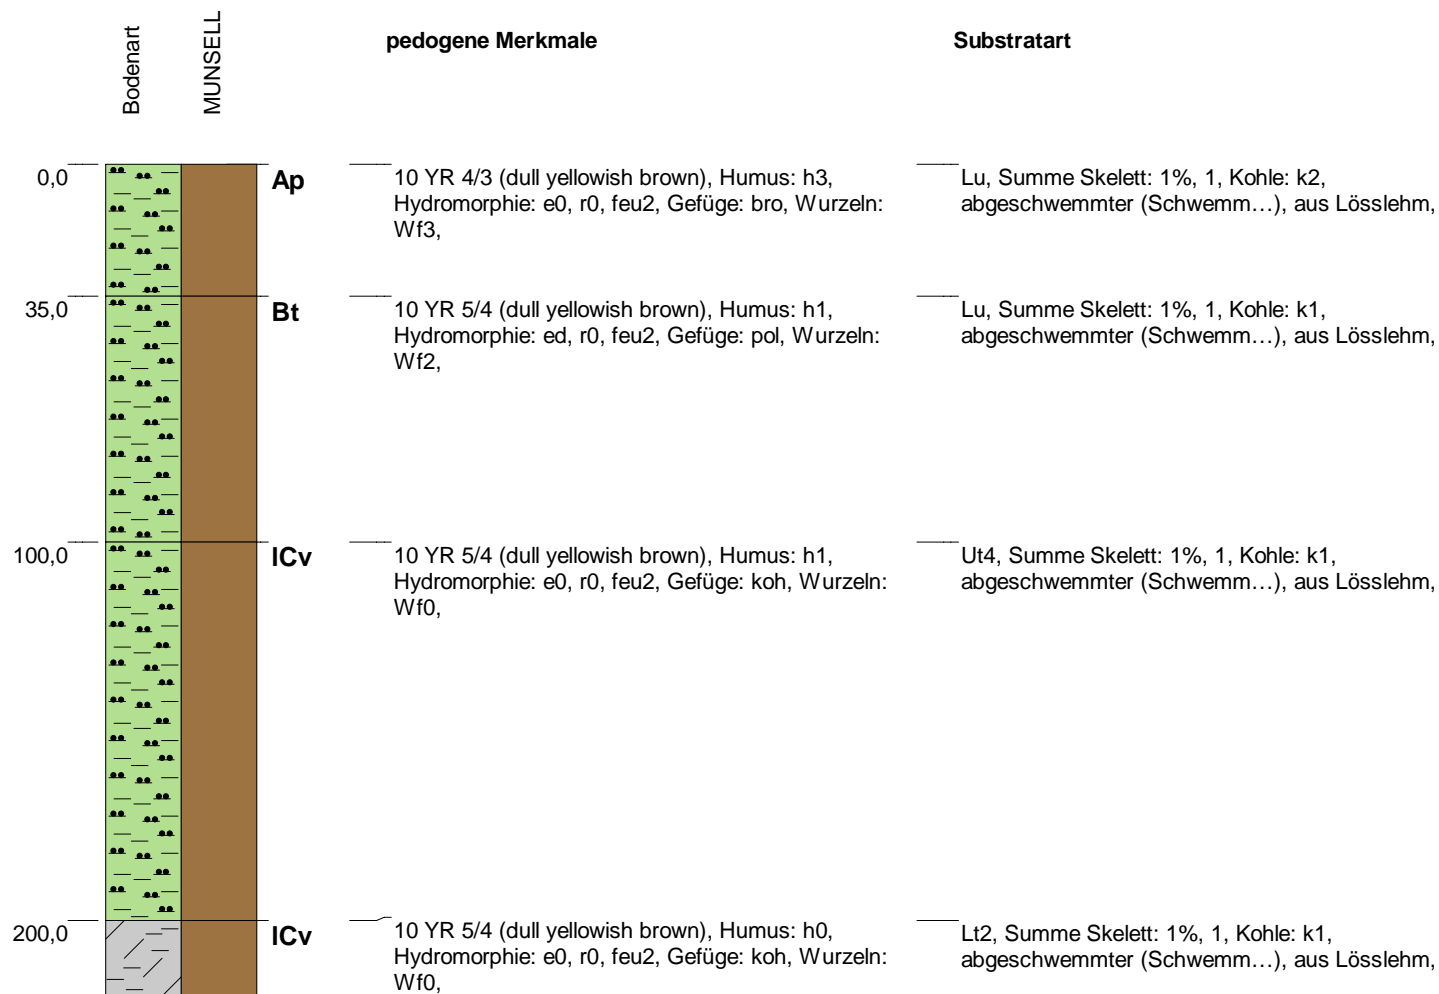 Bodenart
MUNSELL
pedogene Merkmale
Substratart
0,0
Ap
10 YR 4/3 (dull yellowish brown), Humus: h3,
Hydromorphie: e0, r0, feu2, Gefüge: bro, Wurzeln:
Wf3,
Lu, Summe Skelett: 1%, 1, Kohle: k2,
abgeschwemmter (Schwemm…), aus Lösslehm,
35,0
Bt
10 YR 5/4 (dull yellowish brown), Humus: h1,
Hydromorphie: ed, r0, feu2, Gefüge: pol, Wurzeln:
Wf2,
Lu, Summe Skelett: 1%, 1, Kohle: k1,
abgeschwemmter (Schwemm…), aus Lösslehm,
100,0
ICv
10 YR 5/4 (dull yellowish brown), Humus: h1,
Hydromorphie: e0, r0, feu2, Gefüge: koh, Wurzeln:
Wf0,
Ut4, Summe Skelett: 1%, 1, Kohle: k1,
abgeschwemmter (Schwemm…), aus Lösslehm,
200,0
ICv
10 YR 5/4 (dull yellowish brown), Humus: h0,
Hydromorphie: e0, r0, feu2, Gefüge: koh, Wurzeln:
Wf0,
Lt2, Summe Skelett: 1%, 1, Kohle: k1,
abgeschwemmter (Schwemm…), aus Lösslehm,